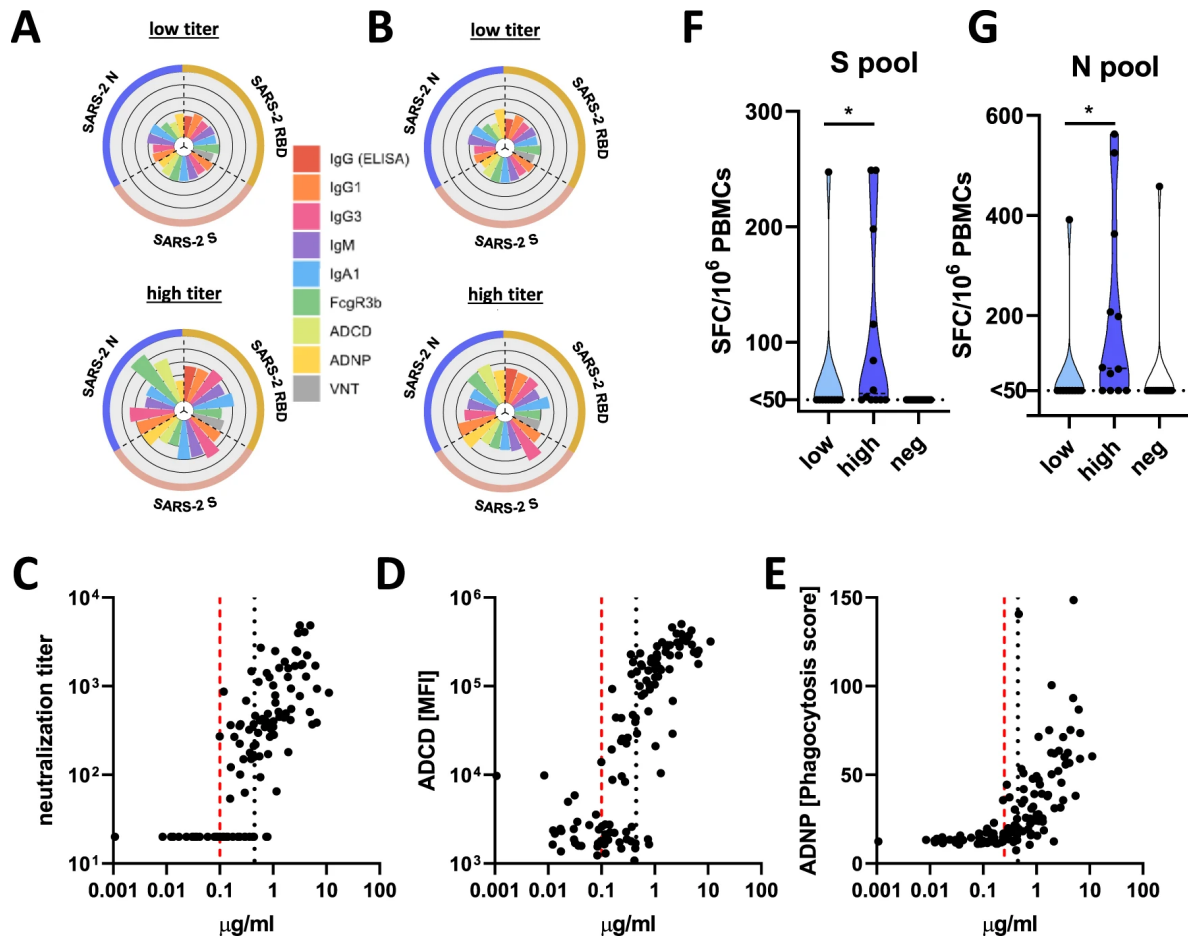 A
low titer
SARS-2 N
SARS-2 RBD
SARS-2 S
high titer
SARS-2 N
SARS-2 RBD
SARS-2 S
IgG (ELISA)
IgG1
IgG3
IgM
IgA1
FcgR3b
ADCD
ADNP
VNT
B
low titer
SARS-2 N
SARS-2 RBD
SARS-2 S
high titer
SARS-2 N
SARS-2 RBD
SARS-2 S
F
S pool
SFC/10⁶ PBMCs
300
200
100
<50
*
low
high
neg
G
N pool
SFC/10⁶ PBMCs
600
400
200
<50
*
low
high
neg
C
neutralization titer
10⁴
10³
10²
10¹
0.001
0.01
0.1
1
10
100
μg/ml
D
ADCD [MFI]
10⁶
10⁵
10⁴
10³
0.001
0.01
0.1
1
10
100
μg/ml
E
ADNP [Phagocytosis score]
150
100
50
0
0.001
0.01
0.1
1
10
100
μg/ml